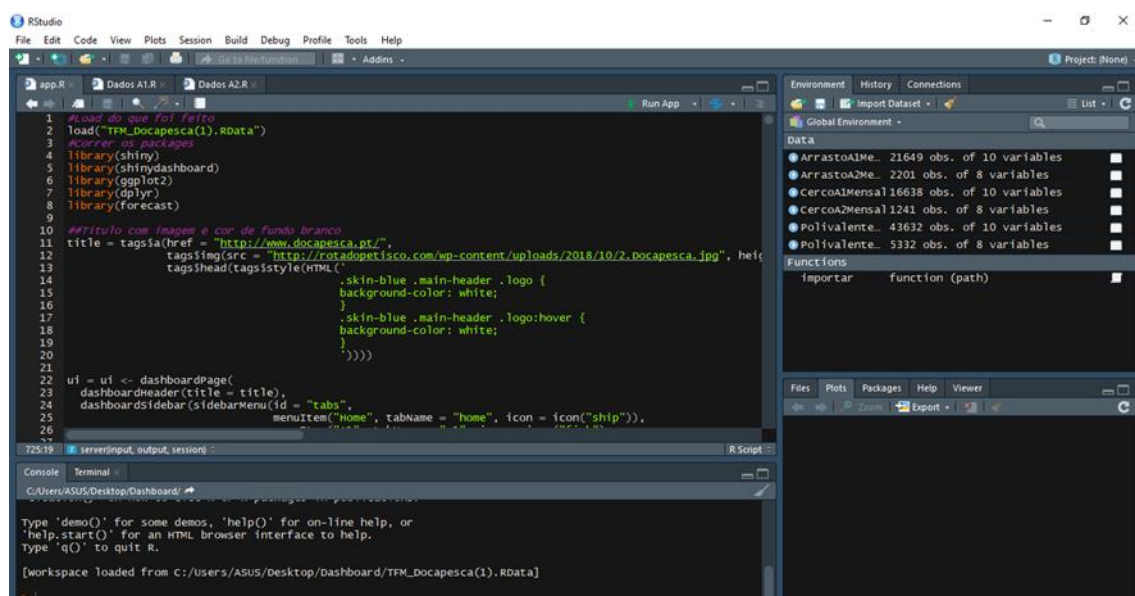 RStudio
File Edit Code View Plots Session Build Debug Profile Tools Help
Go to file/function Addins Project: (None)
app.R Dados A1.R Dados A2.R
Run App
1 #Load do que foi feito
2 load("TFM_Docapesca(1).RData")
3 #Correr os packages
4 library(shiny)
5 library(shinydashboard)
6 library(ggplot2)
7 library(dplyr)
8 library(forecast)
9
10 ##Titulo com imagem e cor de fundo branco
11 title = tags$a(href = "http://www.docapesca.pt/",
12 tags$img(src = "http://rotadopetisco.com/wp-content/uploads/2018/10/2.Docapesca.jpg", heig
13 tags$head(tags$style(HTML('
14 .skin-blue .main-header .logo {
15 background-color: white;
16 }
17 .skin-blue .main-header .logo:hover {
18 background-color: white;
19 }
20 '))))
21
22 ui = ui <- dashboardPage(
23 dashboardHeader(title = title),
24 dashboardSidebar(sidebarMenu(id = "tabs",
25 menuItem("Home", tabName = "home", icon = icon("ship")),
26
27
725:19 server(input, output, session) R Script
Console Terminal
C:/Users/ASUS/Desktop/Dashboard/
Type 'demo()' for some demos, 'help()' for on-line help, or
'help.start()' for an HTML browser interface to help.
Type 'q()' to quit R.
[Workspace loaded from C:/Users/ASUS/Desktop/Dashboard/TFM_Docapesca(1).RData]
Environment History Connections
Import Dataset List
Global Environment
Data
ArrastoA1Me… 21649 obs. of 10 variables
ArrastoA2Me… 2201 obs. of 8 variables
CercoA1Mensal 16638 obs. of 10 variables
CercoA2Mensal 1241 obs. of 8 variables
Polivalente… 43632 obs. of 10 variables
Polivalente… 5332 obs. of 8 variables
Functions
importar function (path)
Files Plots Packages Help Viewer
Zoom Export